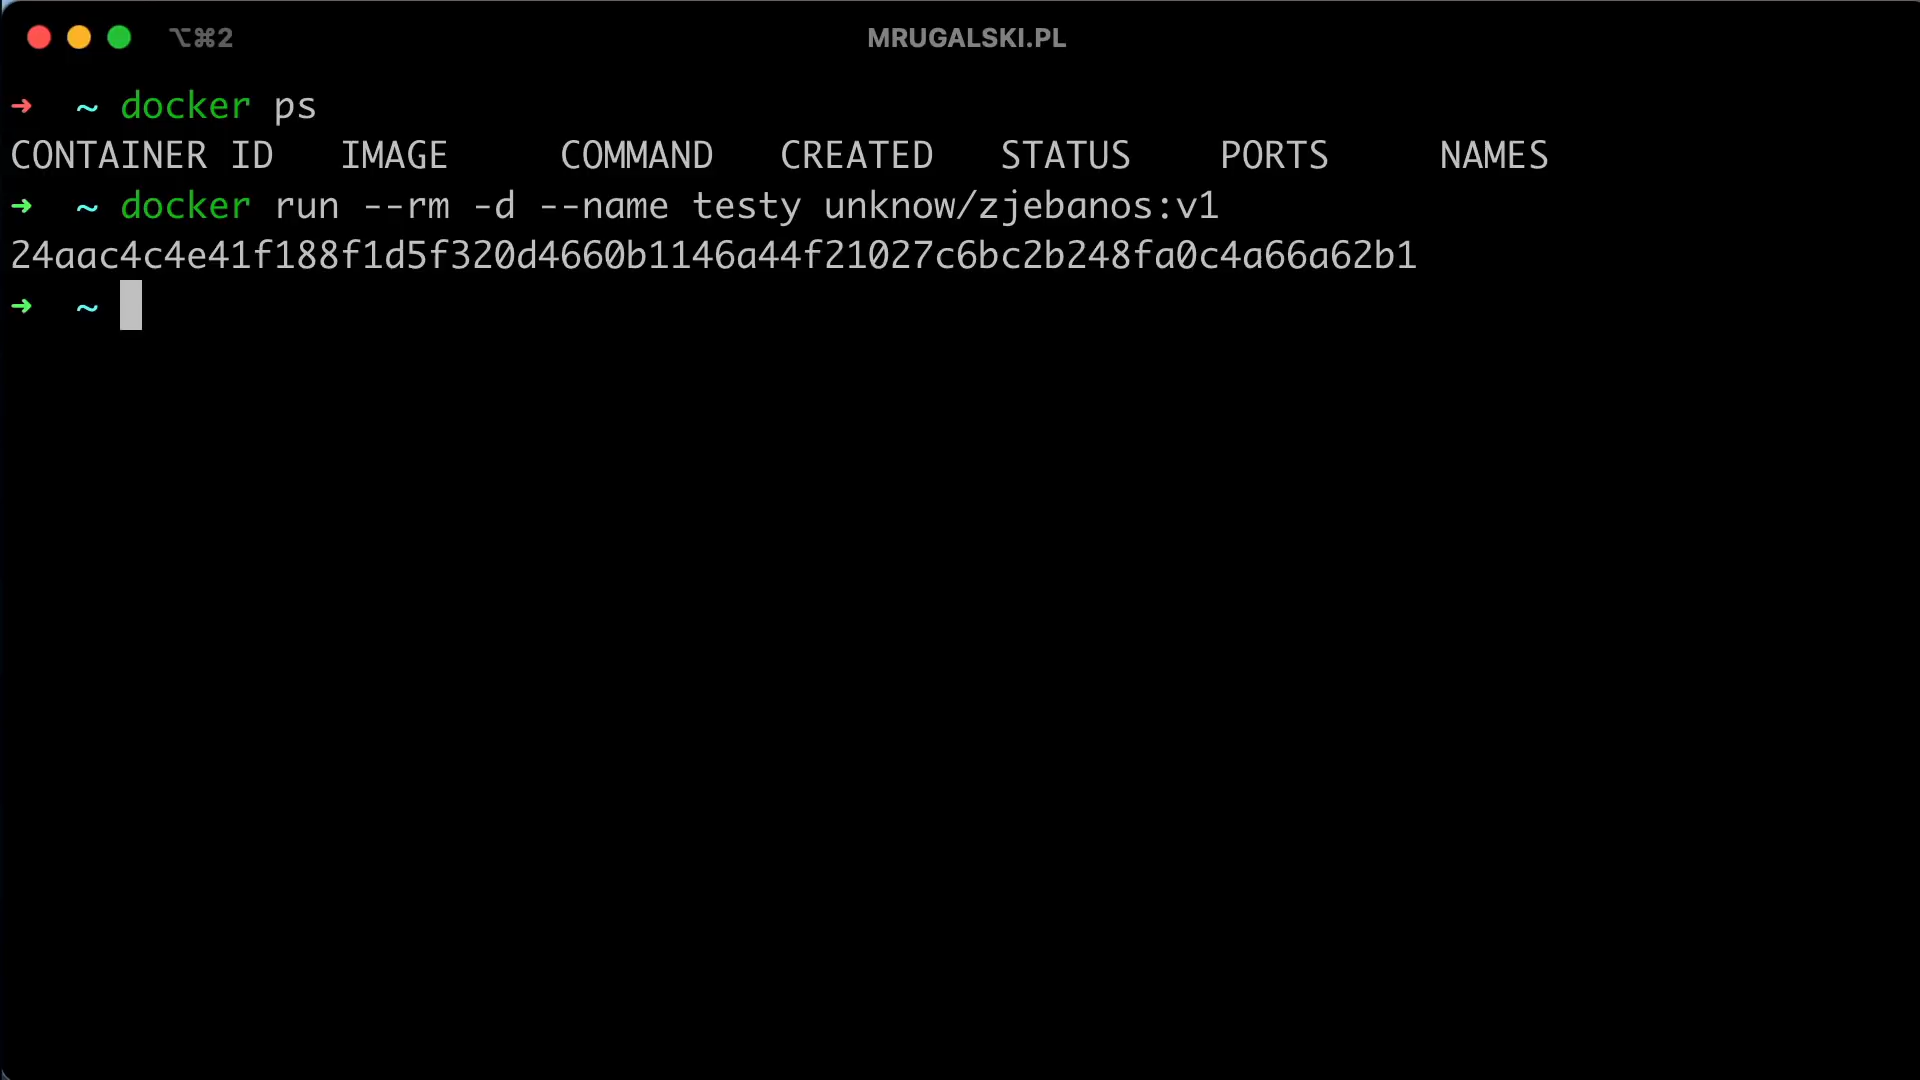 ⌥⌘2 MRUGALSKI.PL
➜ ~ docker ps
CONTAINER ID IMAGE COMMAND CREATED STATUS PORTS NAMES
➜ ~ docker run --rm -d --name testy unknow/zjebanos:v1
24aac4c4e41f188f1d5f320d4660b1146a44f21027c6bc2b248fa0c4a66a62b1
➜ ~